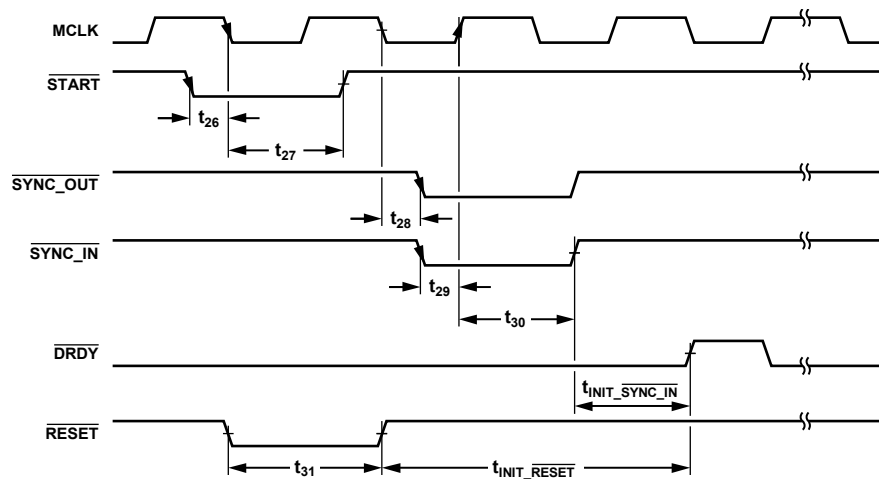 MCLK
START
t26
t27
SYNC_OUT
t28
SYNC_IN
t29
t30
DRDY
tINIT_SYNC_IN
RESET
t31
tINIT_RESET